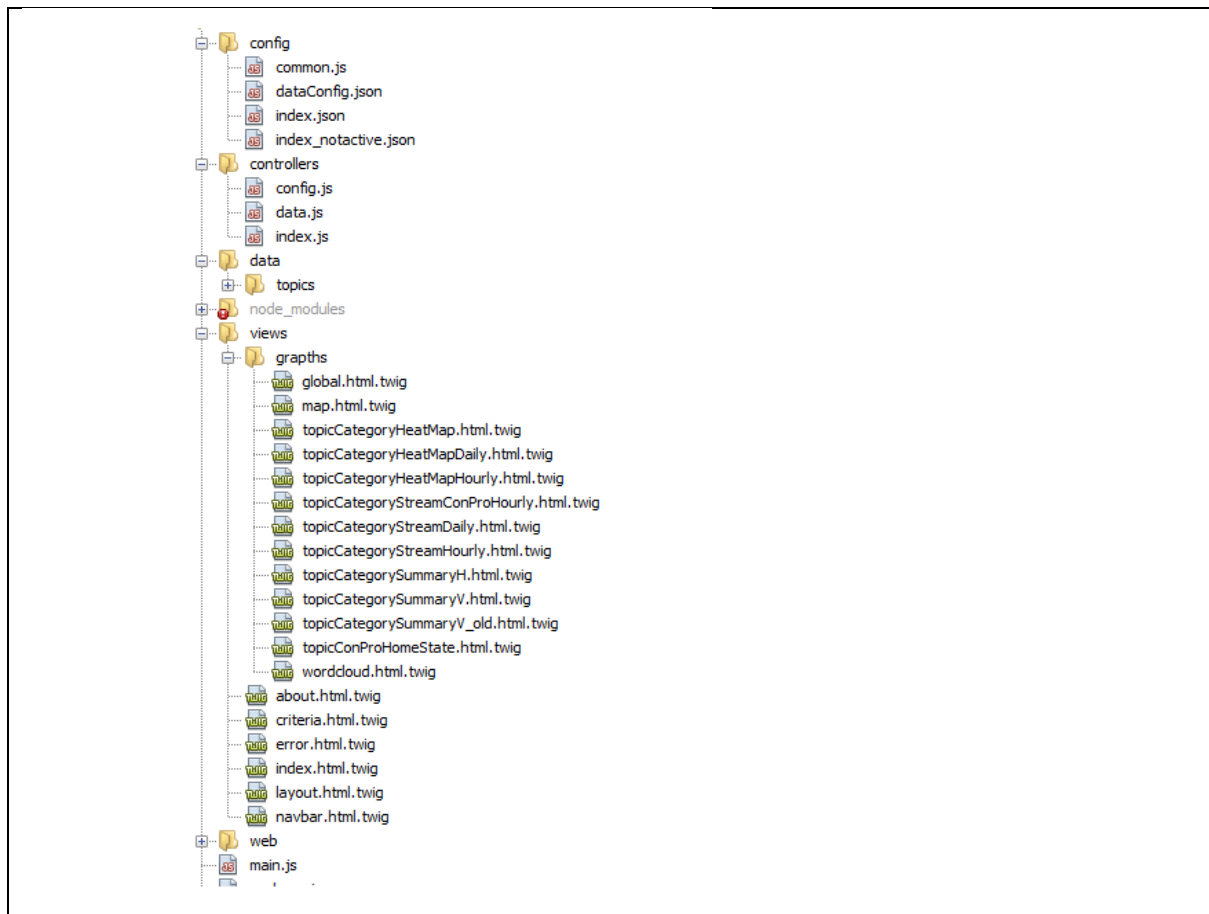 config
common.js
dataConfig.json
index.json
index_notactive.json
controllers
config.js
data.js
index.js
data
topics
node_modules
views
grapths
global.html.twig
map.html.twig
topicCategoryHeatMap.html.twig
topicCategoryHeatMapDaily.html.twig
topicCategoryHeatMapHourly.html.twig
topicCategoryStreamConProHourly.html.twig
topicCategoryStreamDaily.html.twig
topicCategoryStreamHourly.html.twig
topicCategorySummaryH.html.twig
topicCategorySummaryV.html.twig
topicCategorySummaryV_old.html.twig
topicConProHomeState.html.twig
wordcloud.html.twig
about.html.twig
criteria.html.twig
error.html.twig
index.html.twig
layout.html.twig
navbar.html.twig
web
main.js